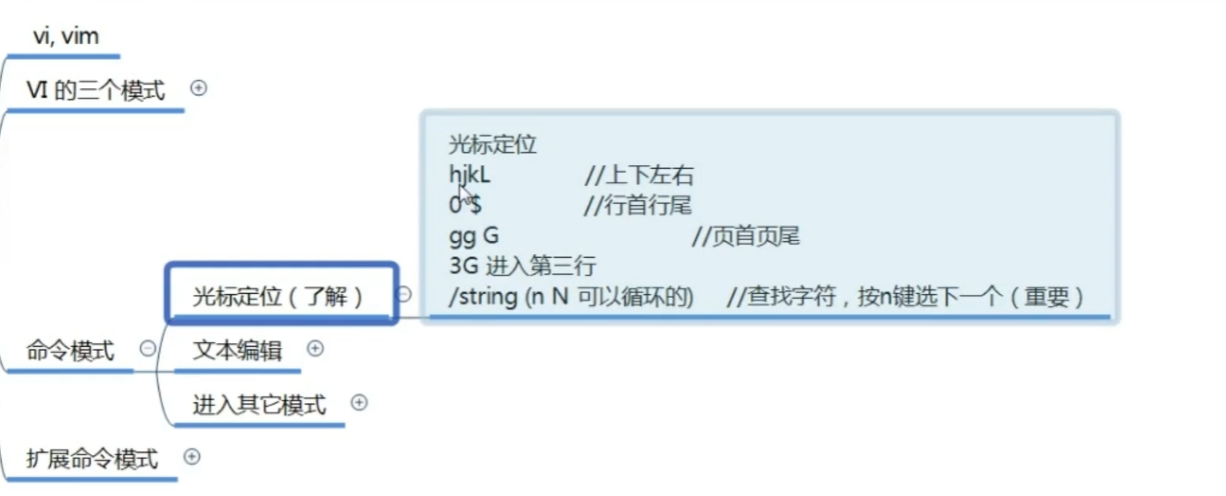 vi, vim
VI 的三个模式
光标定位
hjkL //上下左右
0 $ //行首行尾
gg G //页首页尾
3G 进入第三行
/string (n N 可以循环的) //查找字符，按n键选下一个（重要）
光标定位（了解）
命令模式
文本编辑
进入其它模式
扩展命令模式